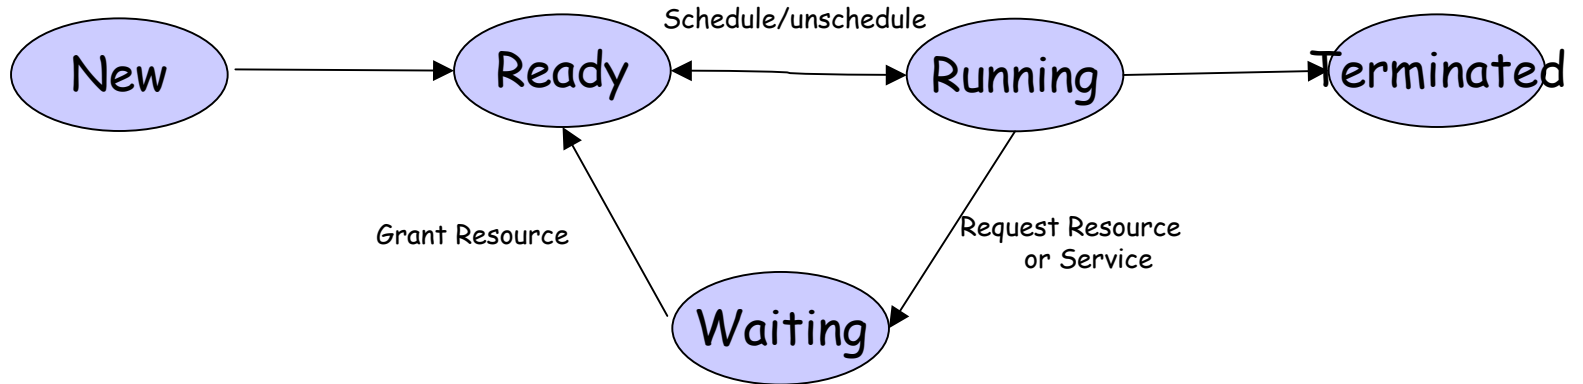 Schedule/unschedule
New
Ready
Running
Terminated
Grant Resource
Request Resource
or Service
Waiting